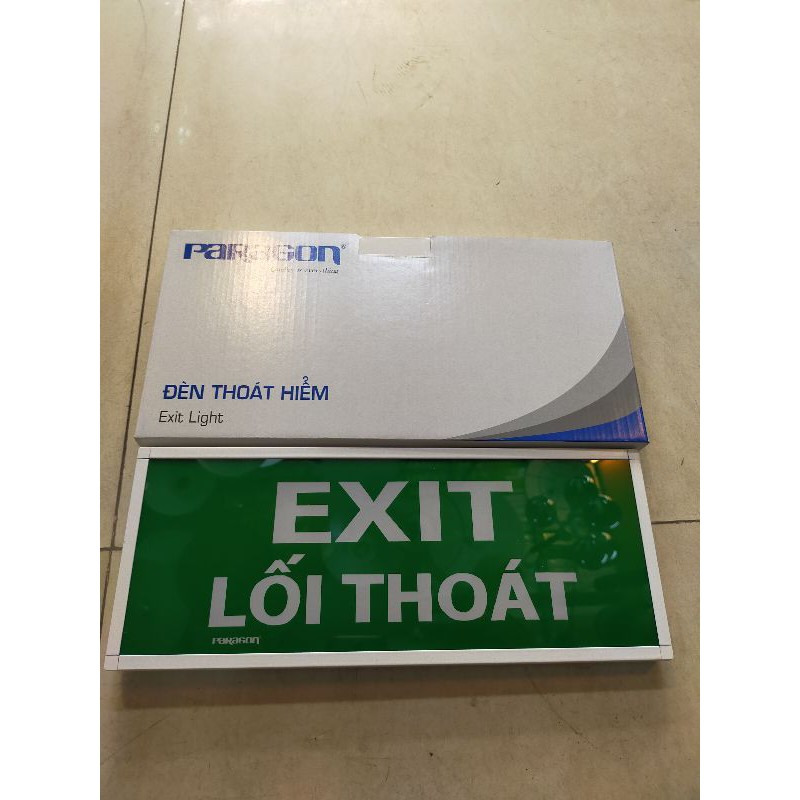 PARAGON®
ĐÈN THOÁT HIỂM
Exit Light
EXIT
LỐI THOÁT
PARAGON